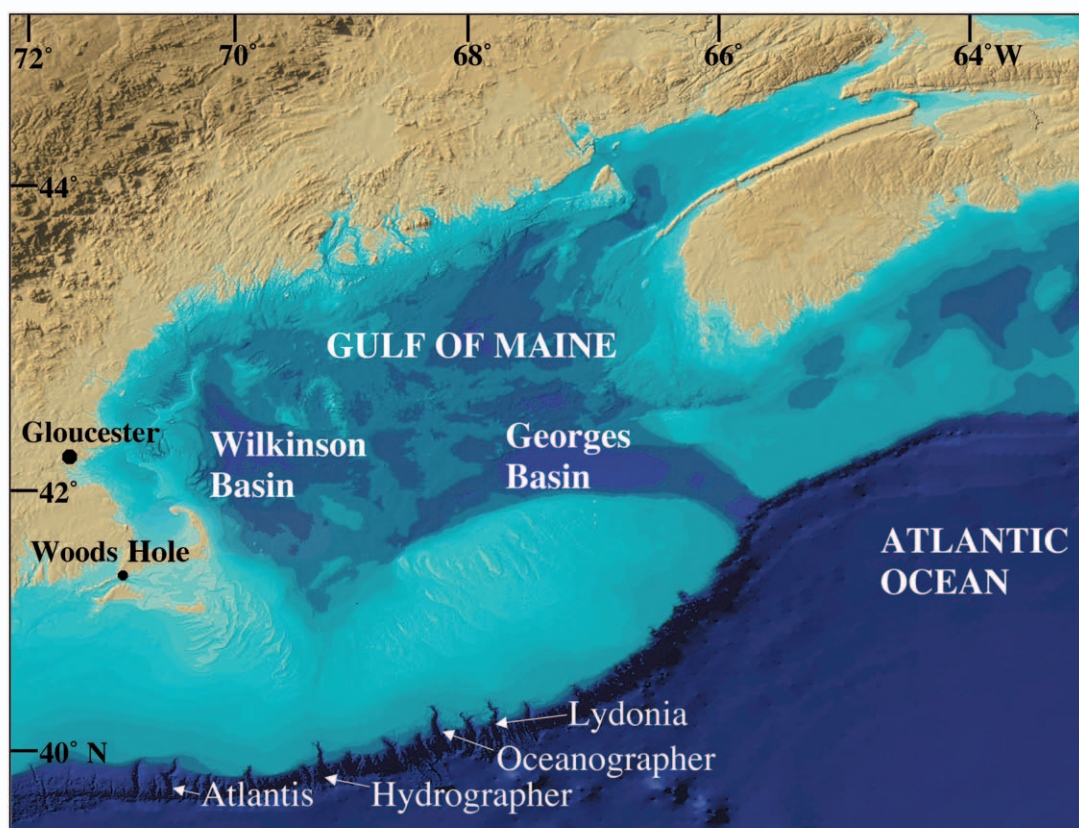 72° 70° 68° 66° 64°W
44°
GULF OF MAINE
Gloucester
Wilkinson
Basin
Georges
Basin
42°
Woods Hole
ATLANTIC
OCEAN
Lydonia
40° N
Oceanographer
Atlantis
Hydrographer